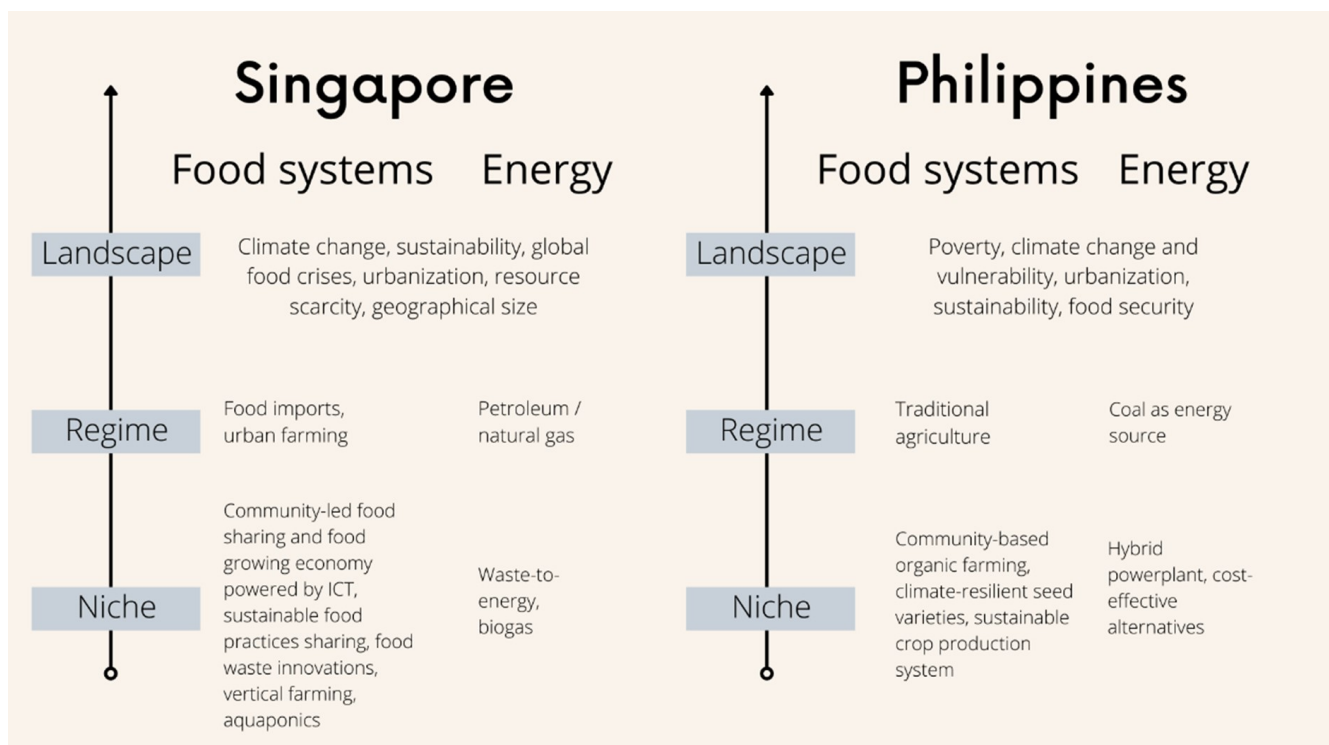 Singapore
Food systems
Energy
Landscape
Climate change, sustainability, global
food crises, urbanization, resource
scarcity, geographical size
Regime
Food imports,
urban farming
Petroleum /
natural gas
Niche
Community-led food
sharing and food
growing economy
powered by ICT,
sustainable food
practices sharing, food
waste innovations,
vertical farming,
aquaponics
Waste-to-
energy,
biogas
Philippines
Food systems
Energy
Landscape
Poverty, climate change and
vulnerability, urbanization,
sustainability, food security
Regime
Traditional
agriculture
Coal as energy
source
Niche
Community-based
organic farming,
climate-resilient seed
varieties, sustainable
crop production
system
Hybrid
powerplant, cost-
effective
alternatives